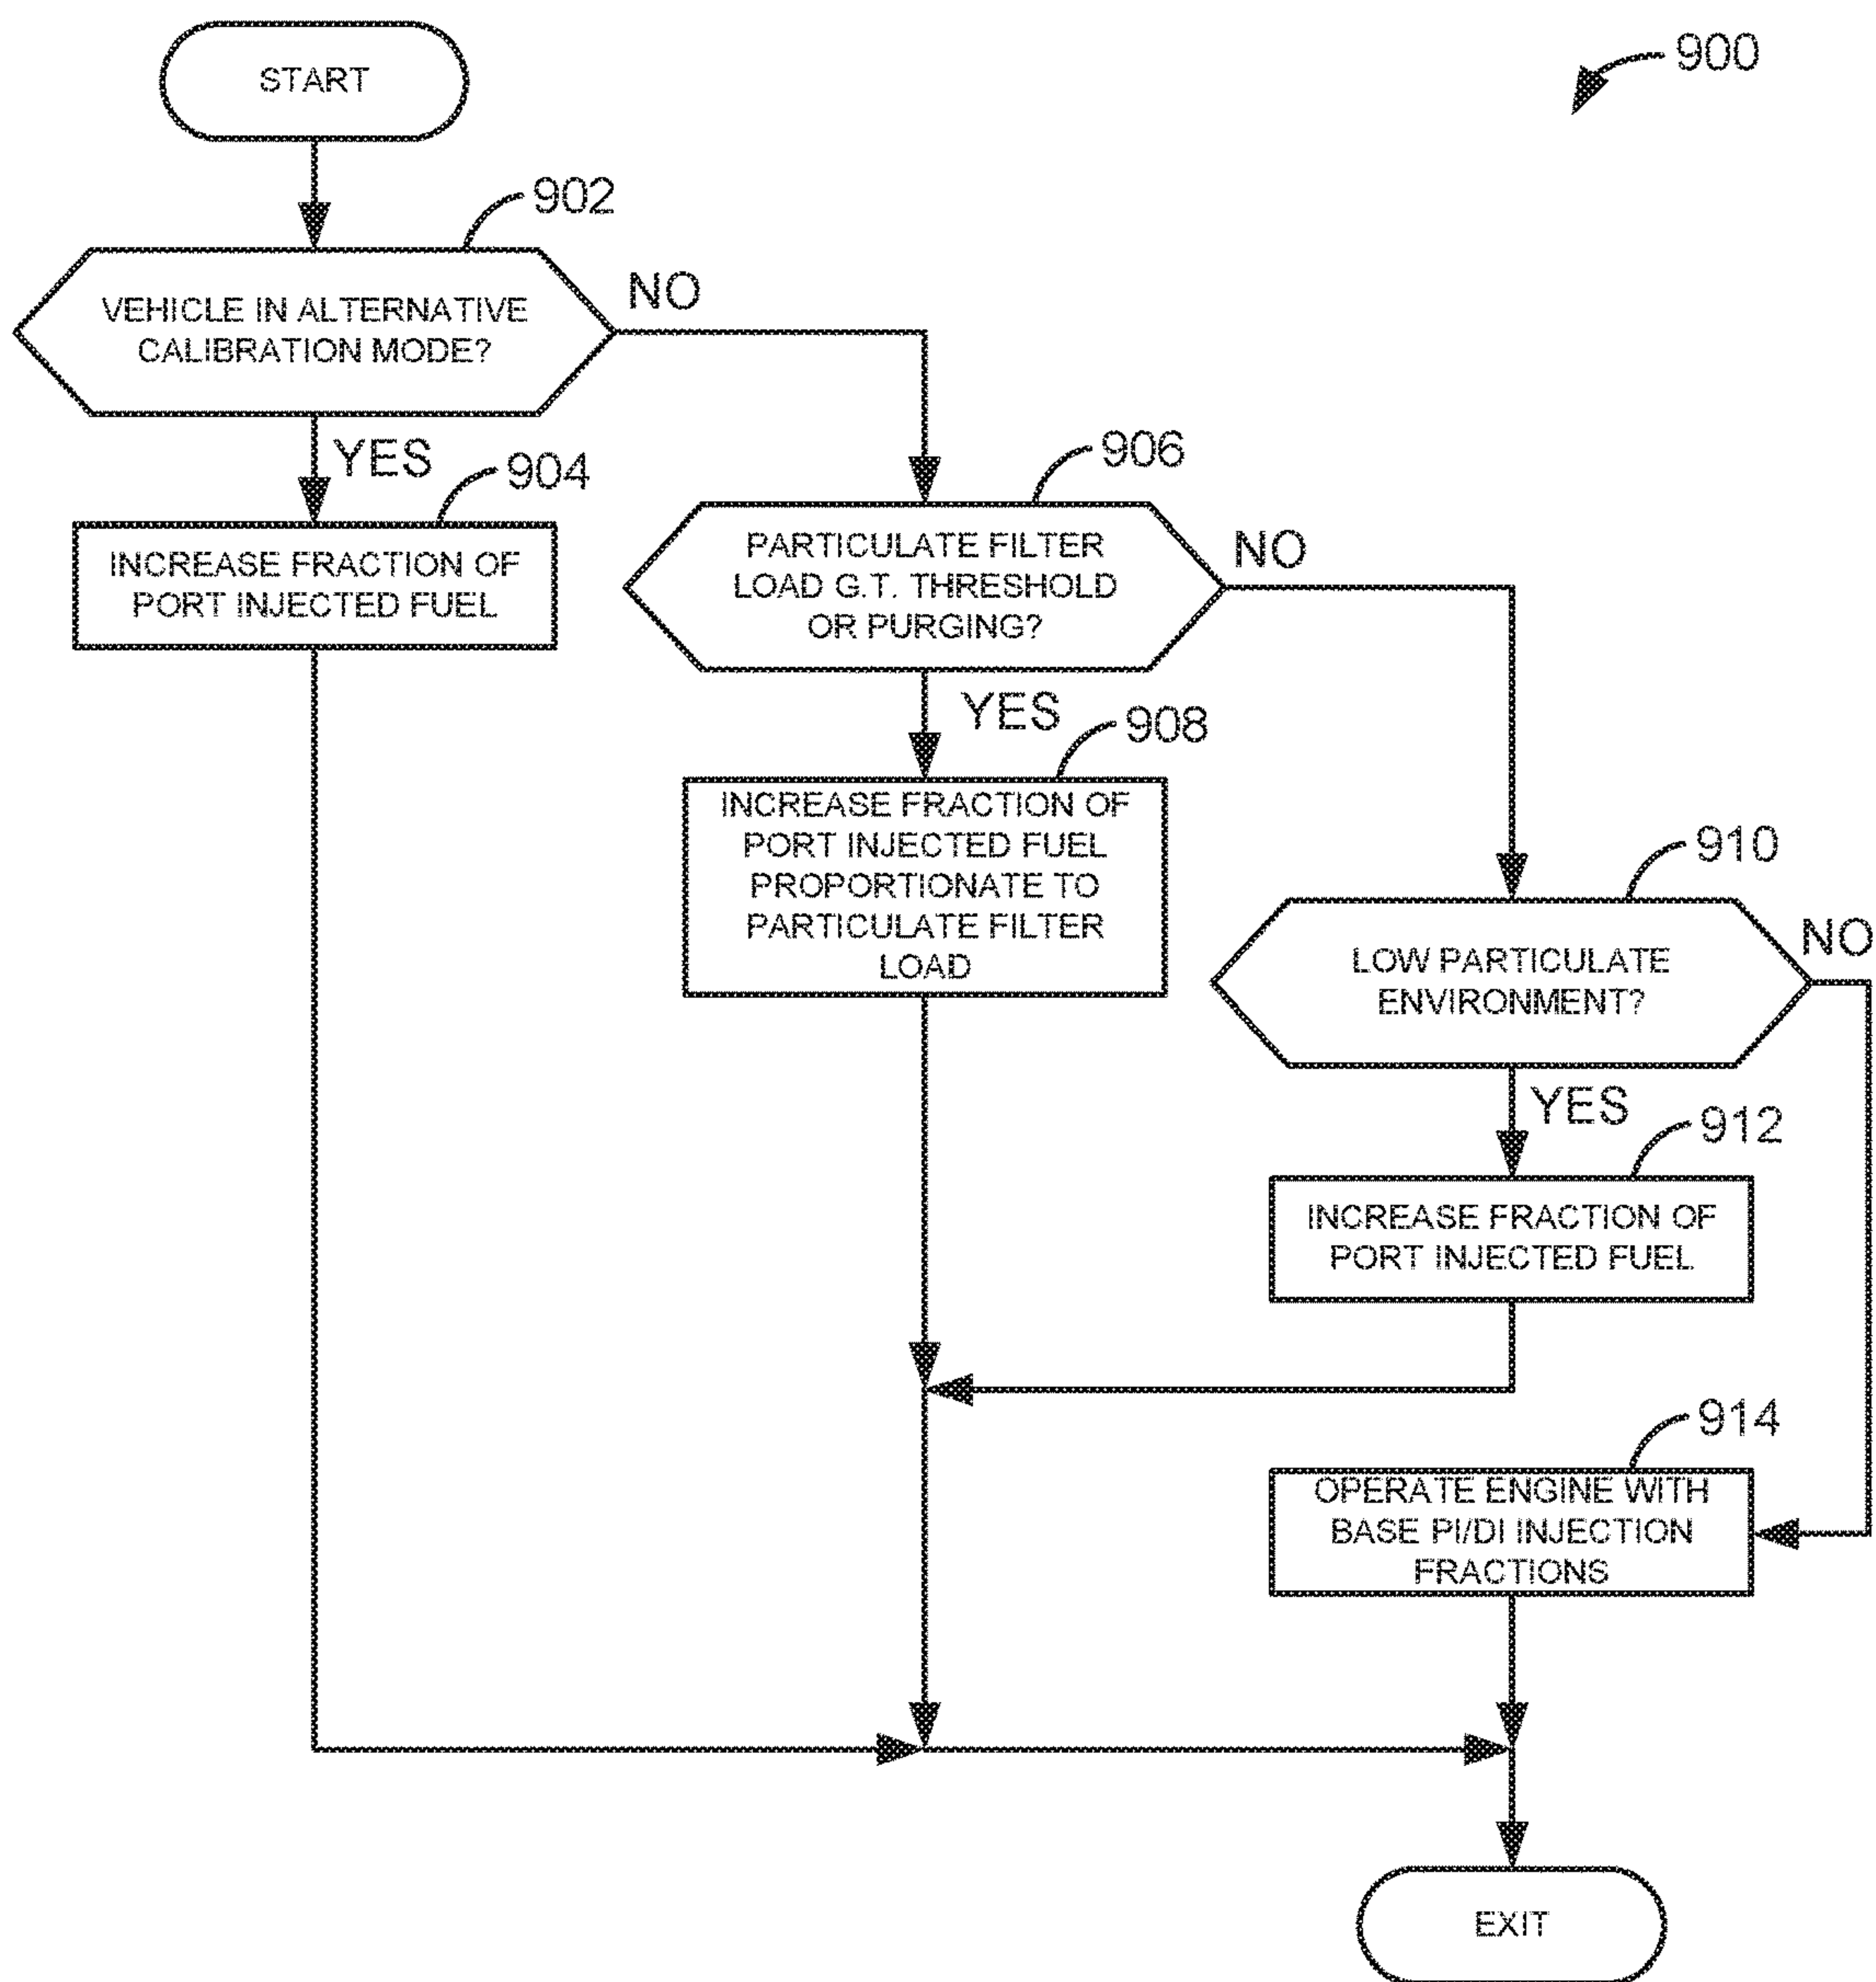 START
900
902
VEHICLE IN ALTERNATIVE
CALIBRATION MODE?
NO
YES
904
INCREASE FRACTION OF
PORT INJECTED FUEL
906
PARTICULATE FILTER
LOAD G.T. THRESHOLD
OR PURGING?
NO
YES
908
INCREASE FRACTION OF
PORT INJECTED FUEL
PROPORTIONATE TO
PARTICULATE FILTER
LOAD
910
LOW PARTICULATE
ENVIRONMENT?
NO
YES
912
INCREASE FRACTION OF
PORT INJECTED FUEL
914
OPERATE ENGINE WITH
BASE PI/DI INJECTION
FRACTIONS
EXIT